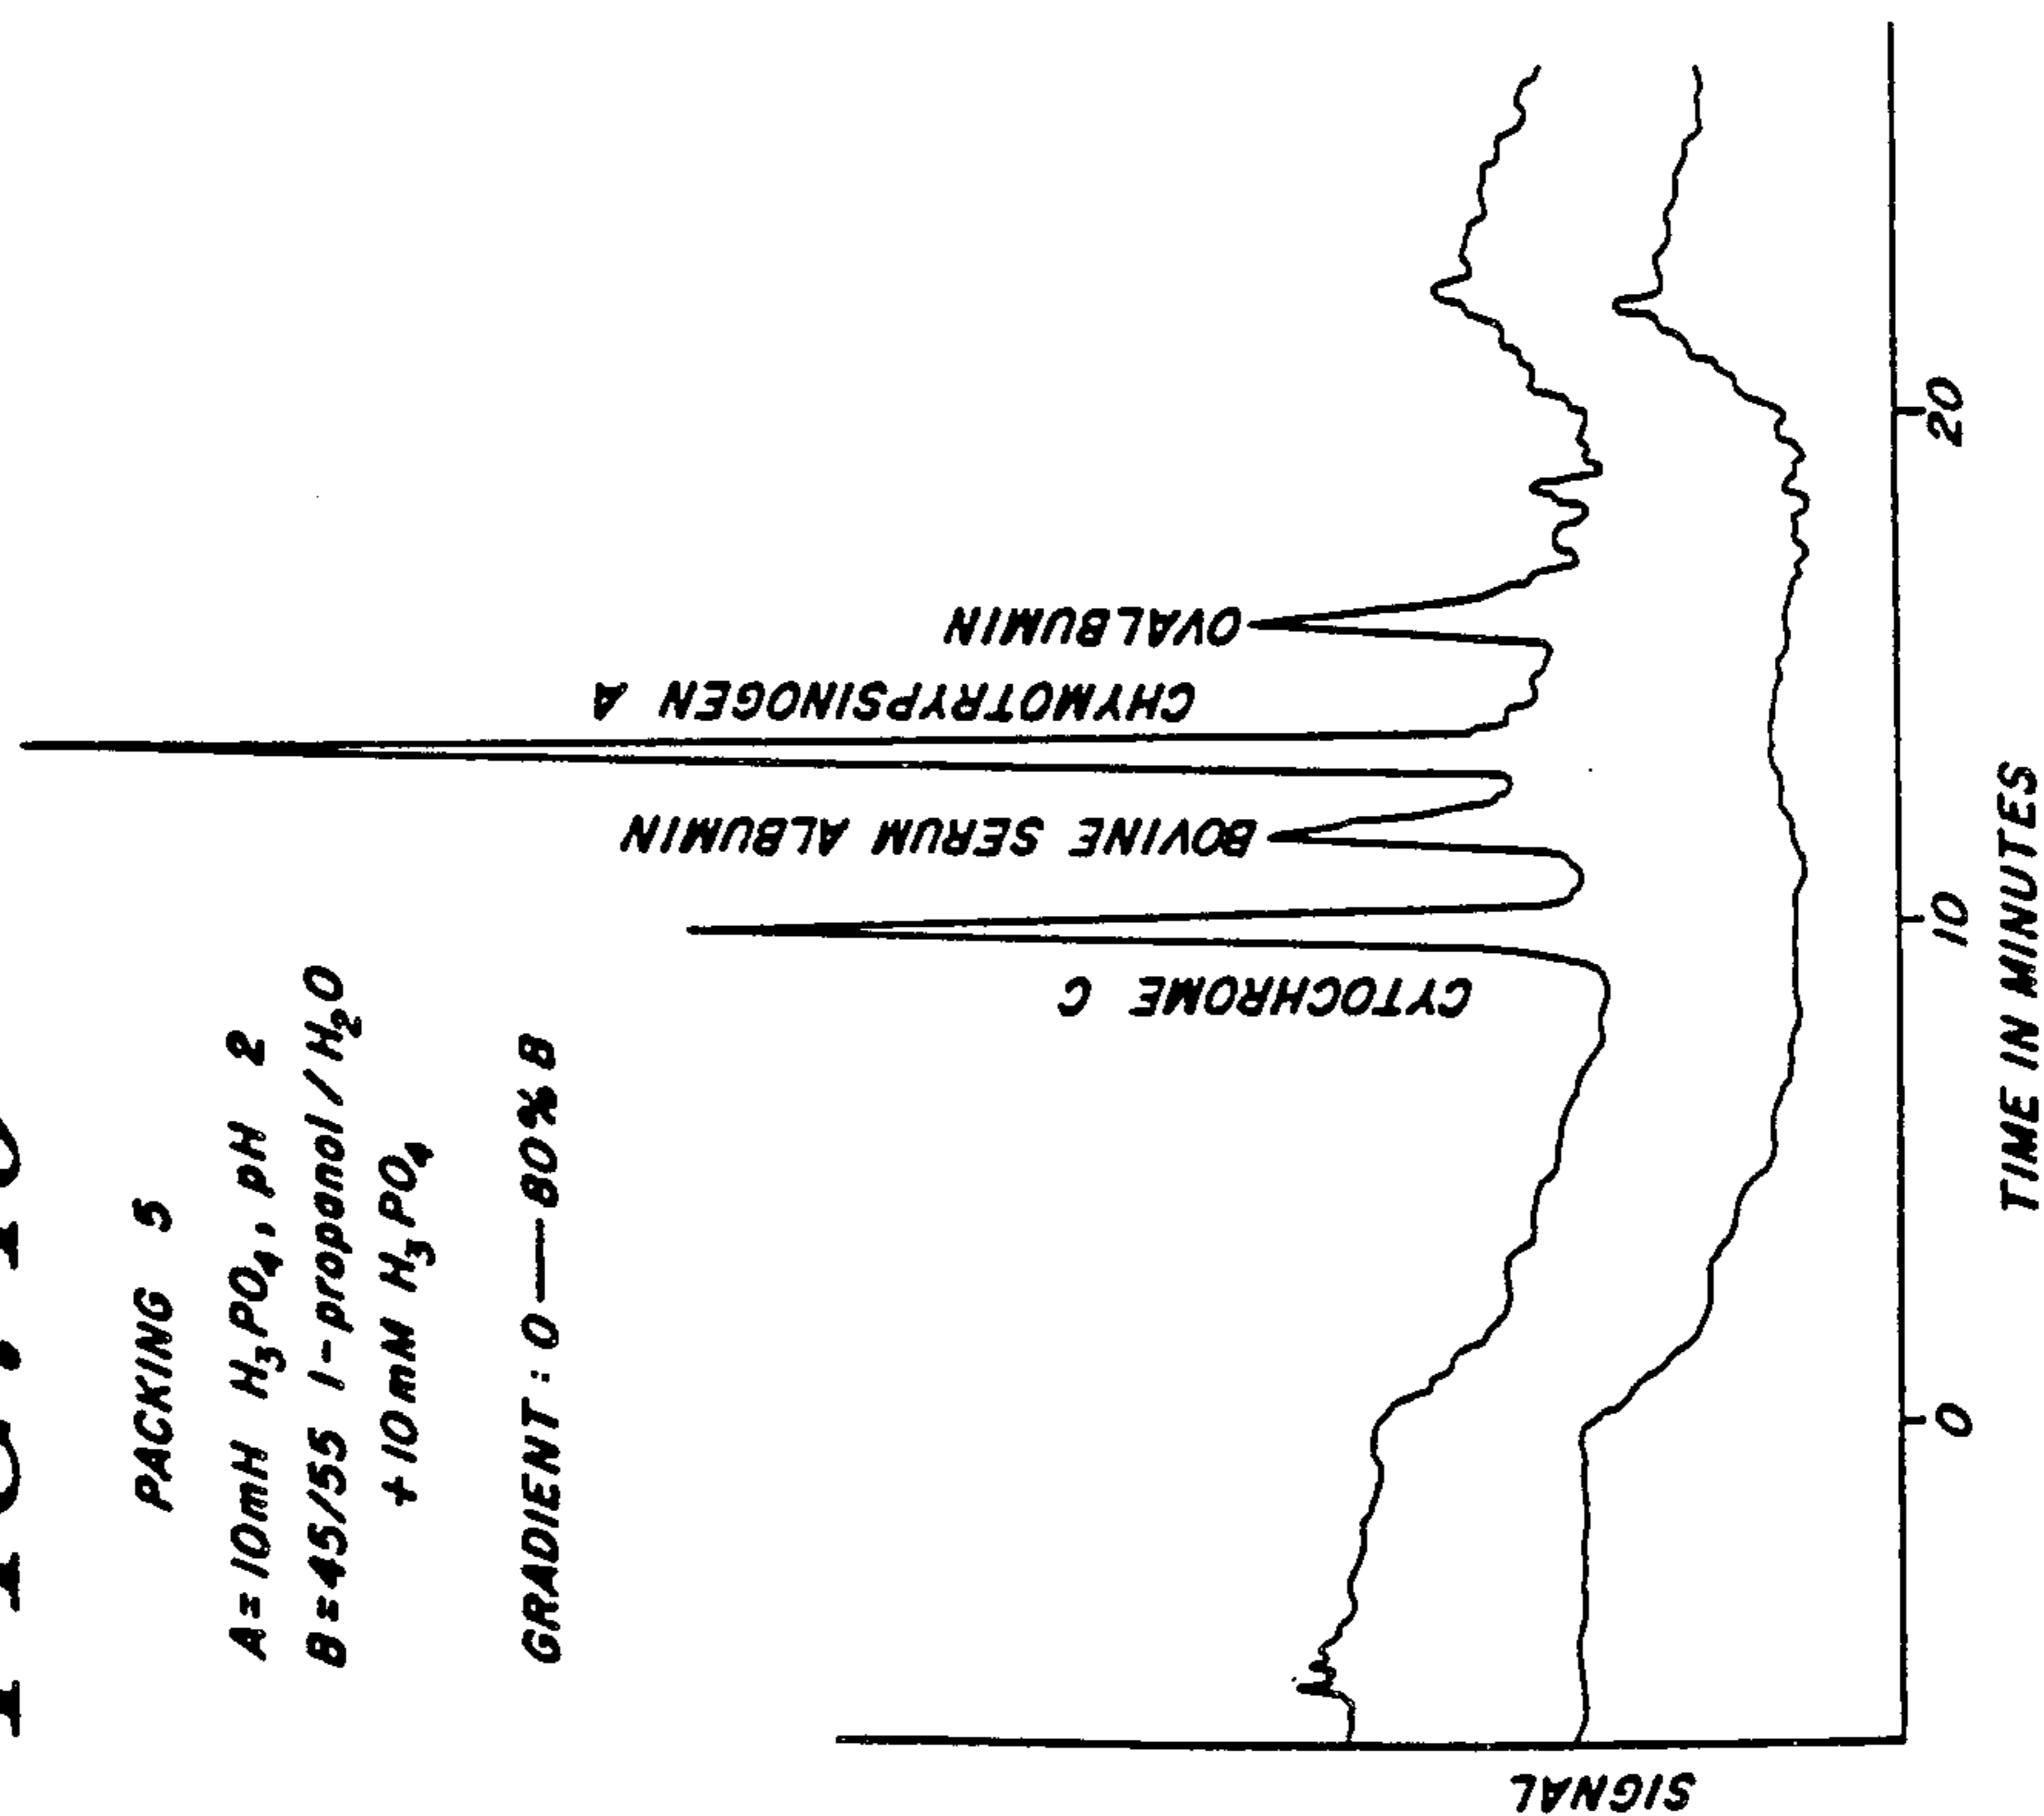 PACKING 5
A=10mH H₃PO₄, pH 2
B=45/55 1-propanol/H₂O
+10mM H₃PO₄
GRADIENT: 0—80% B
CYTOCHROME C
BOVINE SERUM ALBUMIN
CHYMOTRYPSINOGEN A
OVALBUMIN
SIGNAL
0
10
20
TIME IN MINUTES